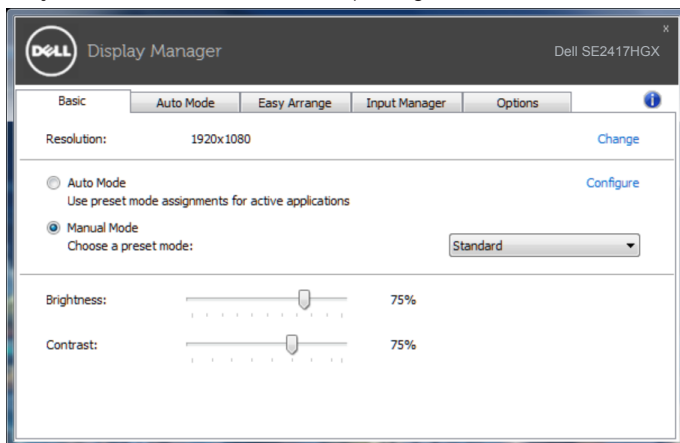 x
DELL Display Manager Dell SE2417HGX
Basic Auto Mode Easy Arrange Input Manager Options i
Resolution: 1920x1080 Change
Auto Mode Configure
Use preset mode assignments for active applications
Manual Mode
Choose a preset mode: Standard
Brightness: 75%
Contrast: 75%